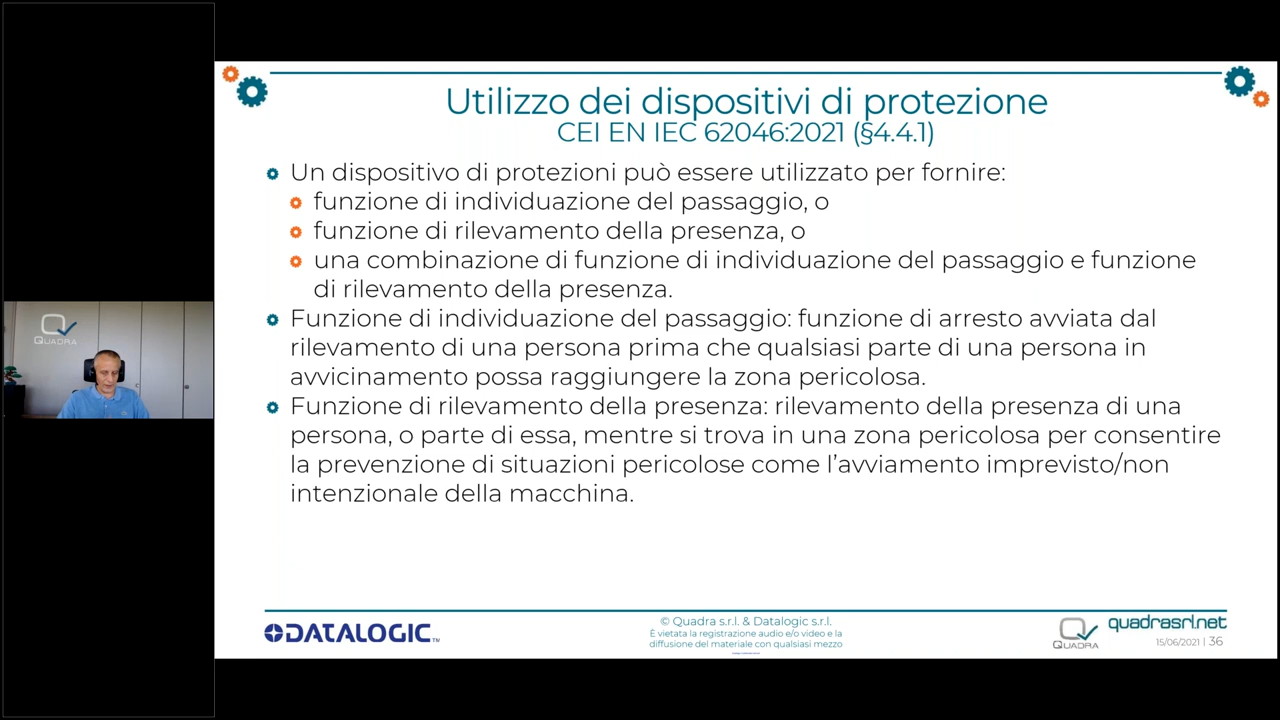 Utilizzo dei dispositivi di protezione
CEI EN IEC 62046:2021 (§4.4.1)
Un dispositivo di protezioni può essere utilizzato per fornire:
funzione di individuazione del passaggio, o
funzione di rilevamento della presenza, o
una combinazione di funzione di individuazione del passaggio e funzione
di rilevamento della presenza.
Funzione di individuazione del passaggio: funzione di arresto avviata dal
rilevamento di una persona prima che qualsiasi parte di una persona in
avvicinamento possa raggiungere la zona pericolosa.
Funzione di rilevamento della presenza: rilevamento della presenza di una
persona, o parte di essa, mentre si trova in una zona pericolosa per consentire
la prevenzione di situazioni pericolose come l'avviamento imprevisto/non
intenzionale della macchina.
QUADRA
DATALOGIC™
© Quadra s.r.l. & Datalogic s.r.l.
È vietata la registrazione audio e/o video e la
diffusione del materiale con qualsiasi mezzo
QUADRA
quadrasrl.net
15/06/2021 | 36